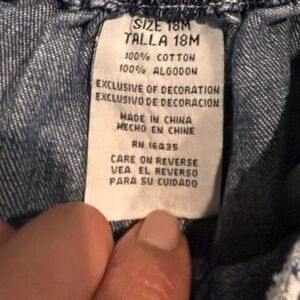 SIZE 18M
TALLA 18M
100% COTTON
100% ALGODON
EXCLUSIVE OF DECORATION
EXCLUSIVO DE DECORACION
MADE IN CHINA
HECHO EN CHINE
RN 16435
CARE ON REVERSE
VEA EL REVERSO
PARA SU CUIDADO